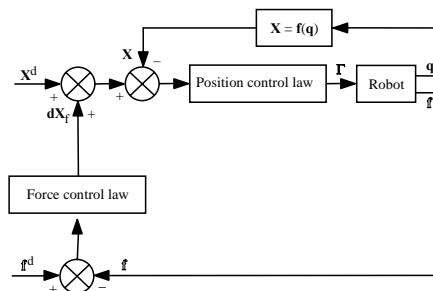 X = f(q)
X
−
X^d
+
+
dX_f
+
Position control law
Γ
Robot
q
𝕗
Force control law
𝕗^d
+
−
𝕗